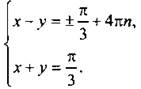 x − y = ± π/3 + 4πn,
x + y = π/3.